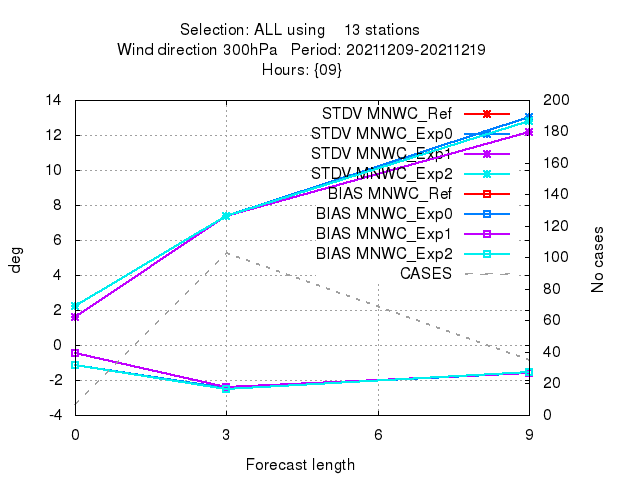 Selection: ALL using 13 stations
Wind direction 300hPa Period: 20211209-20211219
Hours: {09}
14 200
12 180
10 160
8 140
6 120
4 100
2 80
0 60
-2 40
-4 20
0
deg
No cases
STDV MNWC_Ref
STDV MNWC_Exp0
STDV MNWC_Exp1
STDV MNWC_Exp2
BIAS MNWC_Ref
BIAS MNWC_Exp0
BIAS MNWC_Exp1
BIAS MNWC_Exp2
CASES
0 3 6 9
Forecast length